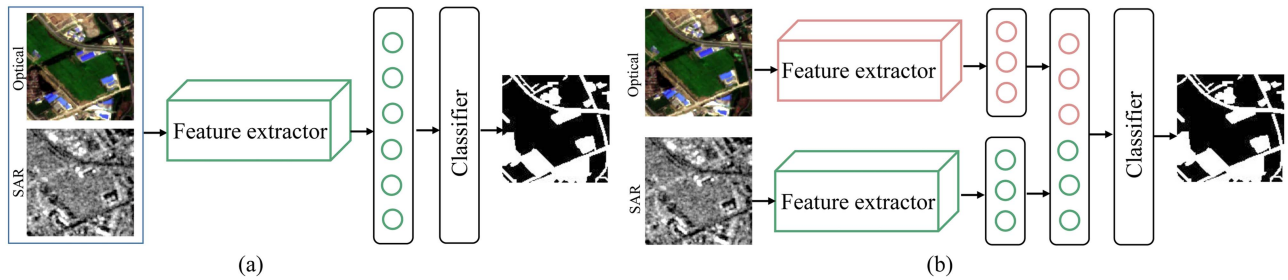 Optical
SAR
Feature extractor
Classifier
(a)
Optical
SAR
Feature extractor
Feature extractor
Classifier
(b)